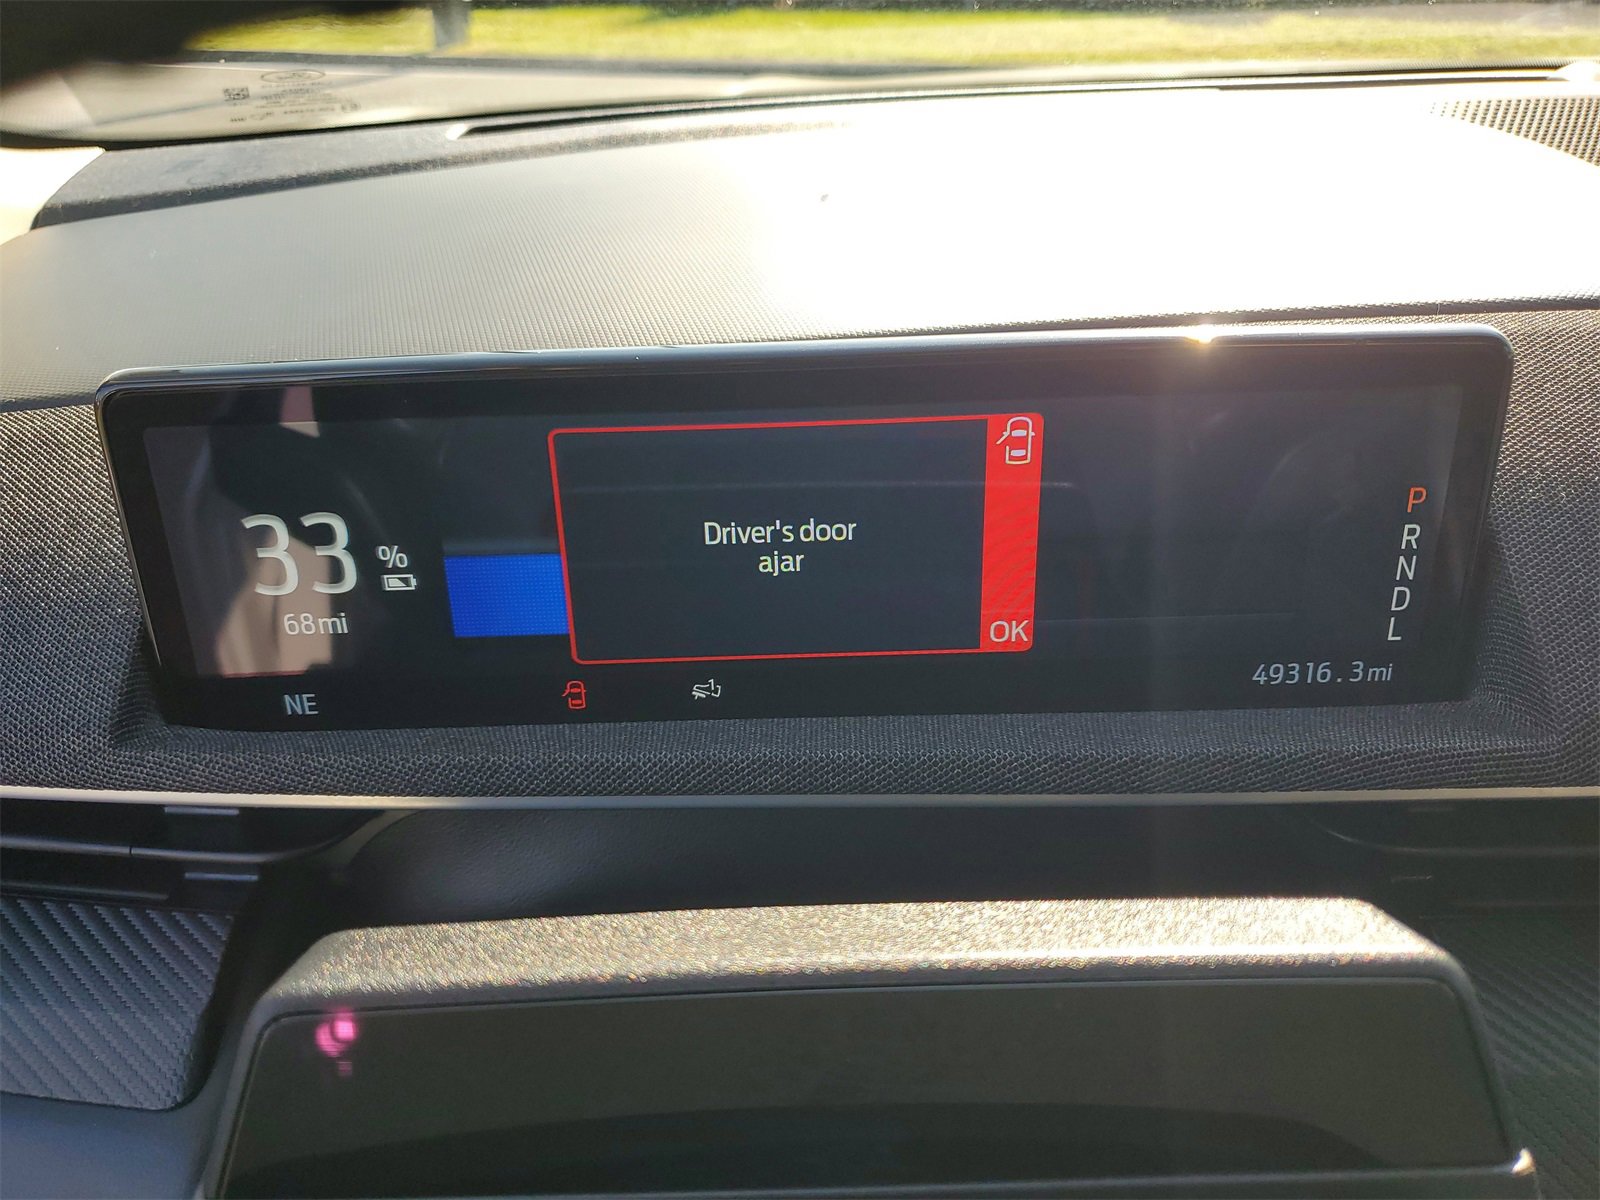 33 %
68mi
NE
Driver's door
ajar
OK
P
R
N
D
L
49316.3mi